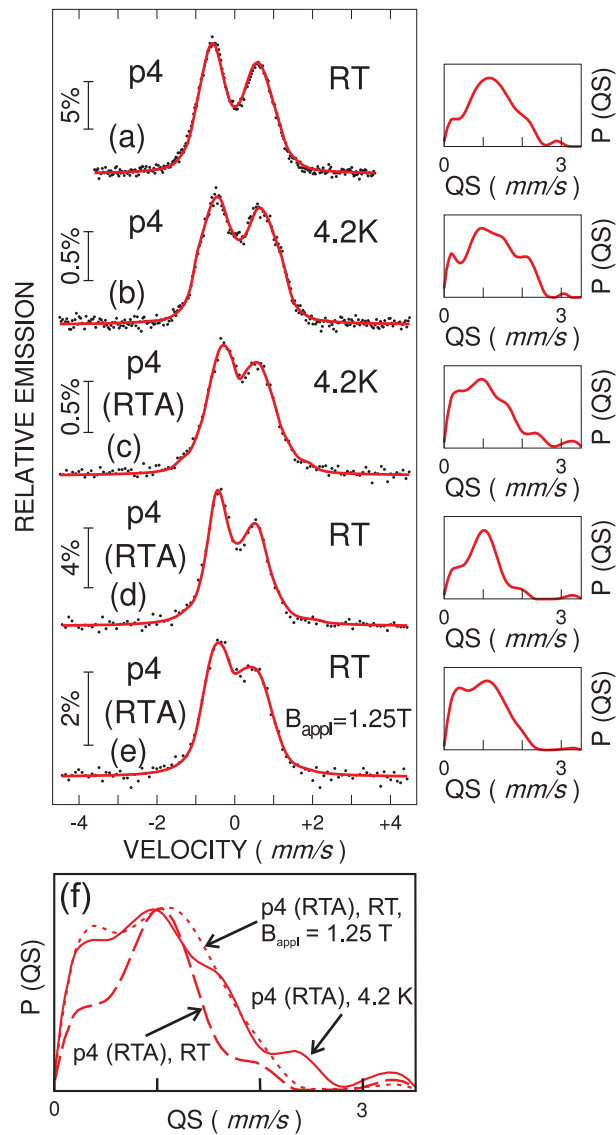 RELATIVE EMISSION
p4 RT
5%
(a)
p4 4.2K
0.5%
(b)
p4 4.2K
(RTA)
0.5%
(c)
p4 RT
(RTA)
4%
(d)
p4 RT
(RTA)
2%
(e) Bappl=1.25T
-4 -2 0 +2 +4
VELOCITY ( mm/s )
P (QS)
0 3
QS ( mm/s )
P (QS)
0 3
QS ( mm/s )
P (QS)
0 3
QS ( mm/s )
P (QS)
0 3
QS ( mm/s )
P (QS)
0 3
QS ( mm/s )
(f)
P (QS)
p4 (RTA), RT,
Bappl = 1.25 T
p4 (RTA), 4.2 K
p4 (RTA), RT
0 3
QS ( mm/s )